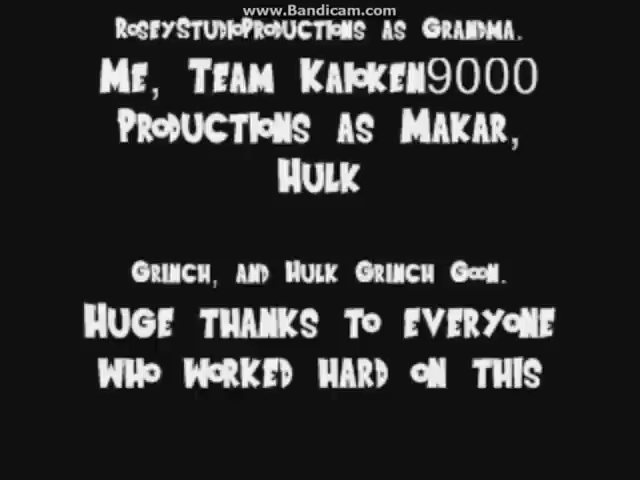 www.Bandicam.com
RoseyStudioProductions as Grandma.
Me, Team Kaioken9000
Productions as Makar,
Hulk
Grinch, and Hulk Grinch Goon.
Huge thanks to everyone
who worked hard on this